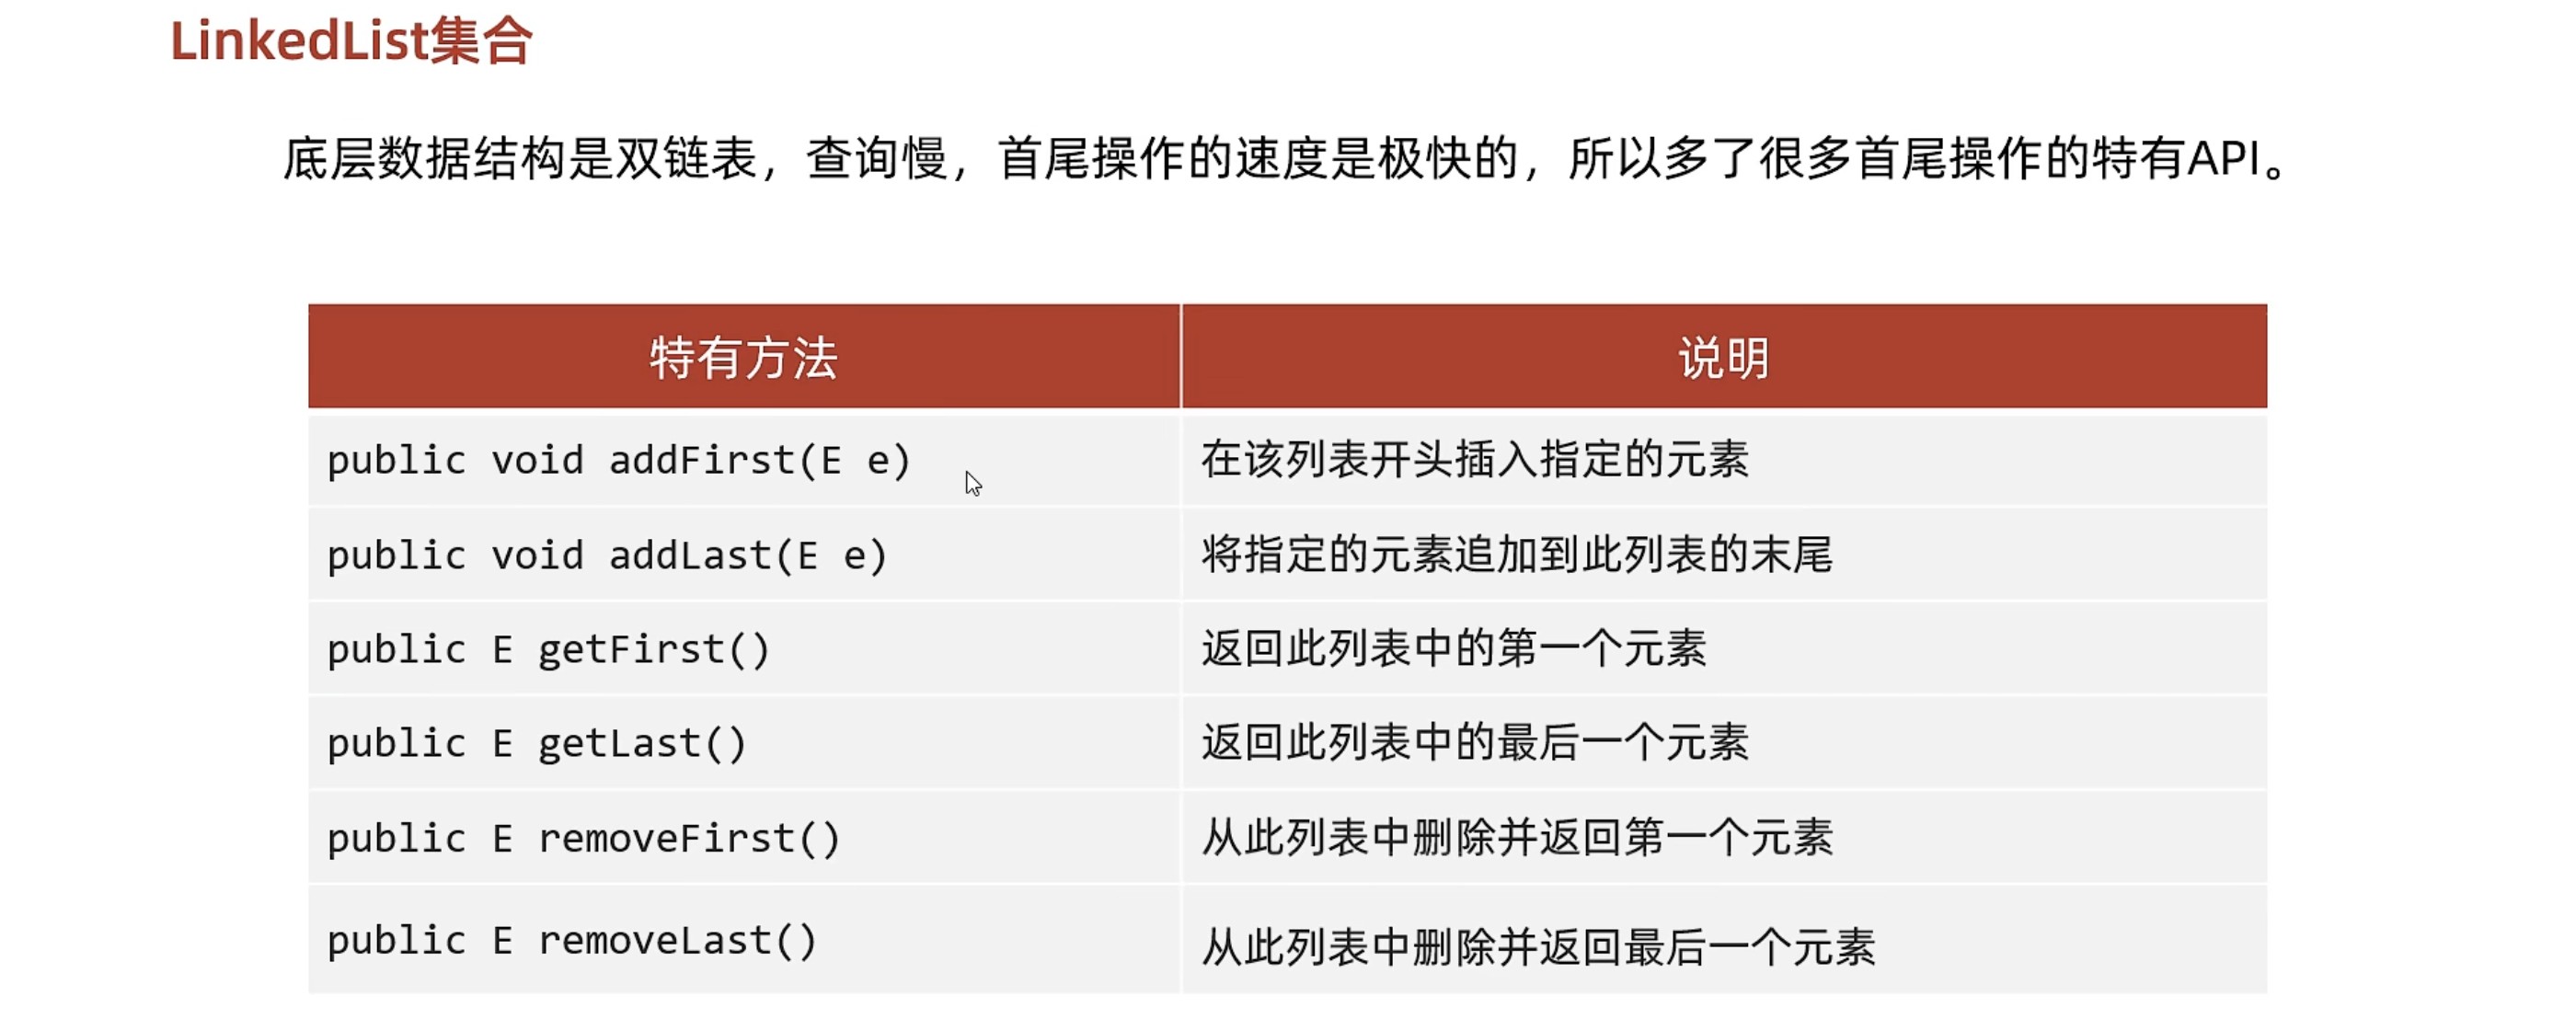 LinkedList集合
底层数据结构是双链表，查询慢，首尾操作的速度是极快的，所以多了很多首尾操作的特有API。
特有方法 说明
public void addFirst(E e) 在该列表开头插入指定的元素
public void addLast(E e) 将指定的元素追加到此列表的末尾
public E getFirst() 返回此列表中的第一个元素
public E getLast() 返回此列表中的最后一个元素
public E removeFirst() 从此列表中删除并返回第一个元素
public E removeLast() 从此列表中删除并返回最后一个元素